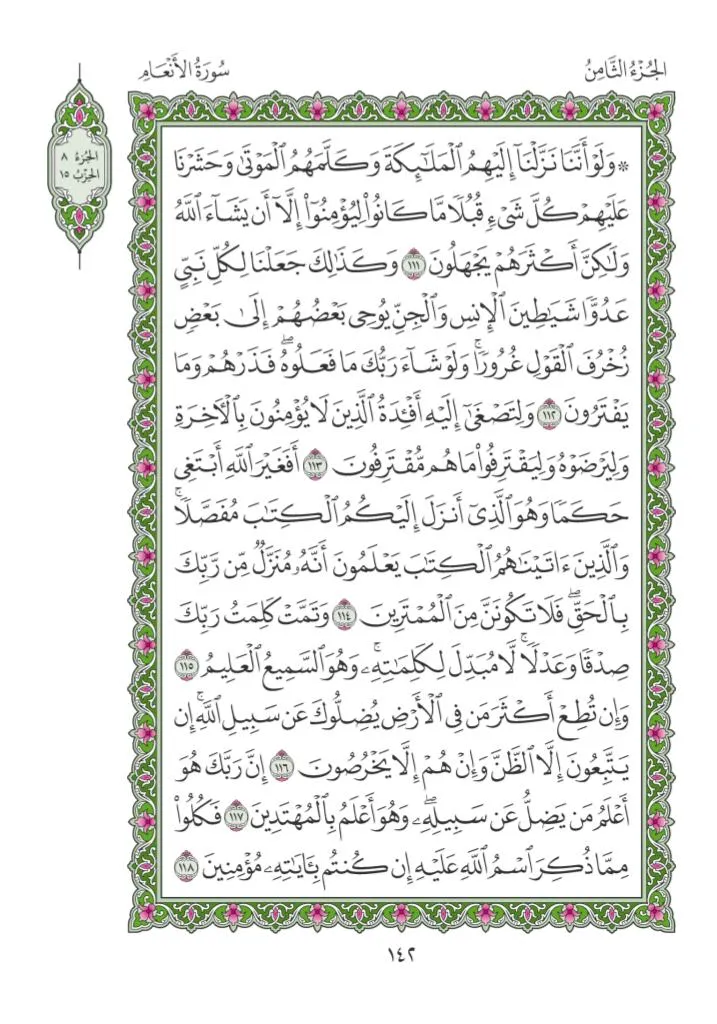 الجُزْءُ الثَّامِنُ
سُورَةُ الأَنْعَامِ
الجُزْءُ ٨
الحِزْبُ ١٥
* وَلَوْ أَنَّنَا نَزَّلْنَآ إِلَيْهِمُ ٱلْمَلَٰٓئِكَةَ وَكَلَّمَهُمُ ٱلْمَوْتَىٰ وَحَشَرْنَا
عَلَيْهِمْ كُلَّ شَىْءٍ قُبُلًا مَّا كَانُوا۟ لِيُؤْمِنُوٓا۟ إِلَّآ أَن يَشَآءَ ٱللَّهُ
وَلَٰكِنَّ أَكْثَرَهُمْ يَجْهَلُونَ ١١١ وَكَذَٰلِكَ جَعَلْنَا لِكُلِّ نَبِىٍّ
عَدُوًّا شَيَٰطِينَ ٱلْإِنسِ وَٱلْجِنِّ يُوحِى بَعْضُهُمْ إِلَىٰ بَعْضٍ
زُخْرُفَ ٱلْقَوْلِ غُرُورًا ۚ وَلَوْ شَآءَ رَبُّكَ مَا فَعَلُوهُ ۖ فَذَرْهُمْ وَمَا
يَفْتَرُونَ ١١٢ وَلِتَصْغَىٰٓ إِلَيْهِ أَفْـِٔدَةُ ٱلَّذِينَ لَا يُؤْمِنُونَ بِٱلْءَاخِرَةِ
وَلِيَرْضَوْهُ وَلِيَقْتَرِفُوا۟ مَا هُم مُّقْتَرِفُونَ ١١٣ أَفَغَيْرَ ٱللَّهِ أَبْتَغِى
حَكَمًا وَهُوَ ٱلَّذِىٓ أَنزَلَ إِلَيْكُمُ ٱلْكِتَٰبَ مُفَصَّلًا ۚ
وَٱلَّذِينَ ءَاتَيْنَٰهُمُ ٱلْكِتَٰبَ يَعْلَمُونَ أَنَّهُۥ مُنَزَّلٌ مِّن رَّبِّكَ
بِٱلْحَقِّ ۖ فَلَا تَكُونَنَّ مِنَ ٱلْمُمْتَرِينَ ١١٤ وَتَمَّتْ كَلِمَتُ رَبِّكَ
صِدْقًا وَعَدْلًا ۚ لَّا مُبَدِّلَ لِكَلِمَٰتِهِۦ ۚ وَهُوَ ٱلسَّمِيعُ ٱلْعَلِيمُ ١١٥
وَإِن تُطِعْ أَكْثَرَ مَن فِى ٱلْأَرْضِ يُضِلُّوكَ عَن سَبِيلِ ٱللَّهِ ۚ إِن
يَتَّبِعُونَ إِلَّا ٱلظَّنَّ وَإِنْ هُمْ إِلَّا يَخْرُصُونَ ١١٦ إِنَّ رَبَّكَ هُوَ
أَعْلَمُ مَن يَضِلُّ عَن سَبِيلِهِۦ ۖ وَهُوَ أَعْلَمُ بِٱلْمُهْتَدِينَ ١١٧ فَكُلُوا۟
مِمَّا ذُكِرَ ٱسْمُ ٱللَّهِ عَلَيْهِ إِن كُنتُم بِـَٔايَٰتِهِۦ مُؤْمِنِينَ ١١٨
١٤٢